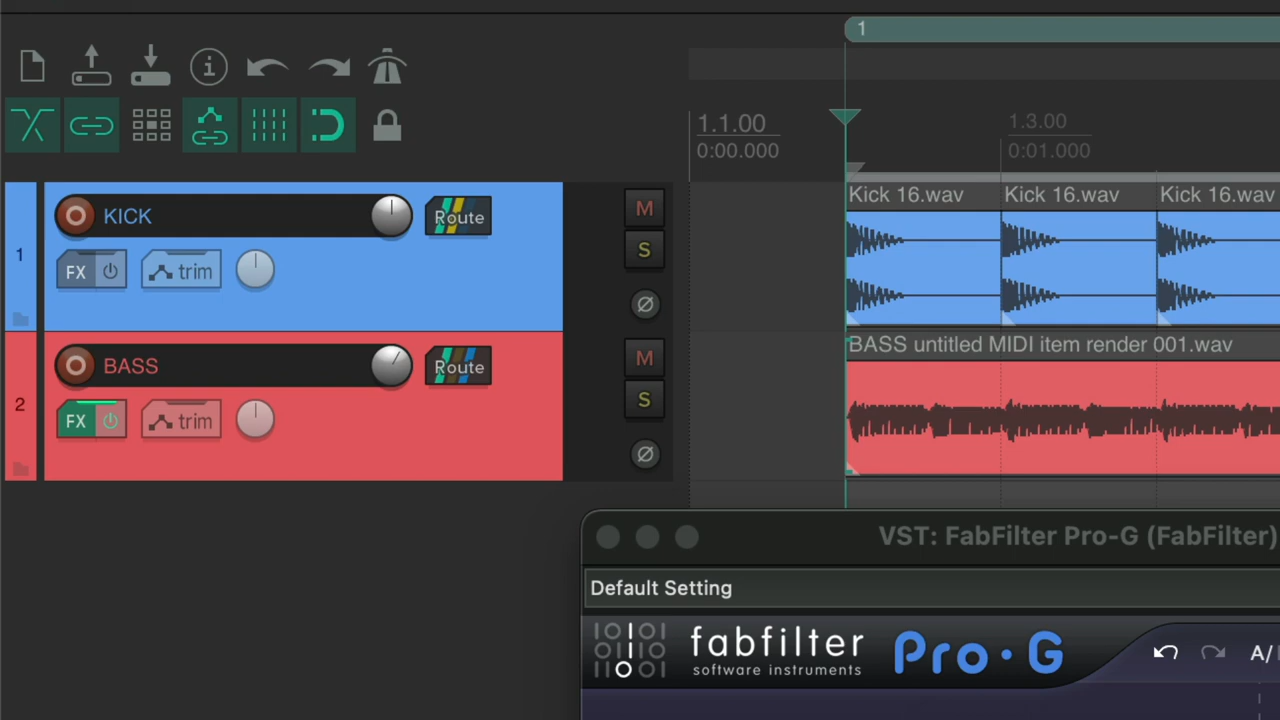 1
1.1.00
0:00.000
1.3.00
0:01.000
1
KICK
Route
M
S
FX
trim
Kick 16.wav
Kick 16.wav
Kick 16.wav
2
BASS
Route
M
S
FX
trim
BASS untitled MIDI item render 001.wav
VST: FabFilter Pro-G (FabFilter)
Default Setting
fabfilter
software instruments
Pro·G
A/